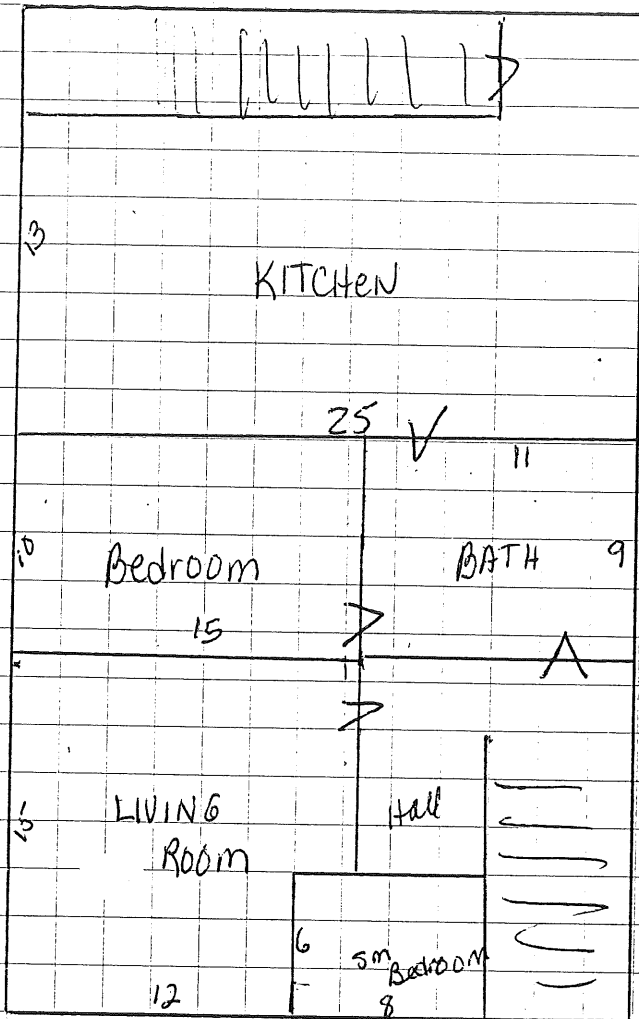 13
KITCHEN
25
11
10
Bedroom
BATH
9
15
LIVING
Room
Hall
15
6
sm Bedroom
12
8